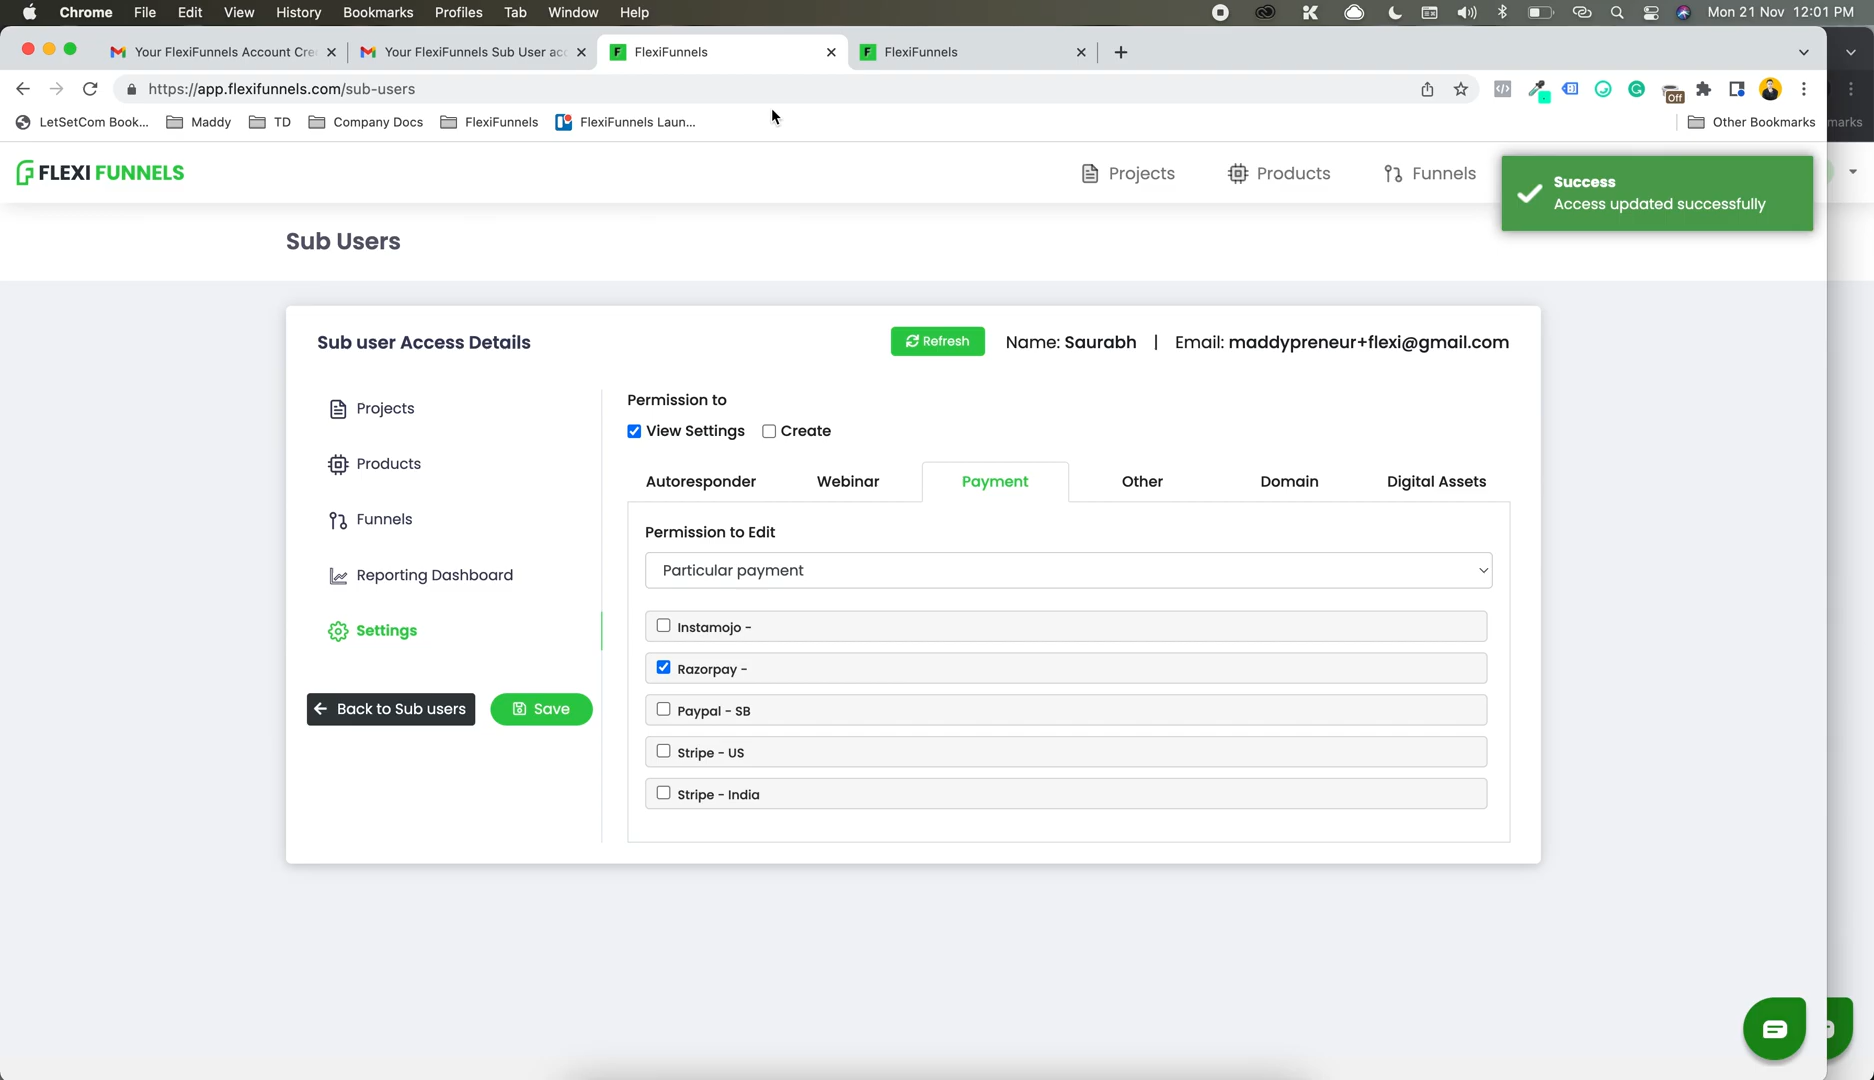 Chrome File Edit View History Bookmarks Profiles Tab Window Help Mon 21 Nov 12:01 PM
Your FlexiFunnels Account Cre Your FlexiFunnels Sub User ac FlexiFunnels FlexiFunnels
https://app.flexifunnels.com/sub-users Off
LetSetCom Book... Maddy TD Company Docs FlexiFunnels FlexiFunnels Laun... Other Bookmarks marks
FLEXI FUNNELS Projects Products Funnels
Success
Access updated successfully
Sub Users
Sub user Access Details Refresh Name: Saurabh | Email: maddypreneur+flexi@gmail.com
Projects
Products
Funnels
Reporting Dashboard
Settings
Back to Sub users Save
Permission to
View Settings Create
Autoresponder Webinar Payment Other Domain Digital Assets
Permission to Edit
Particular payment
Instamojo -
Razorpay -
Paypal - SB
Stripe - US
Stripe - India